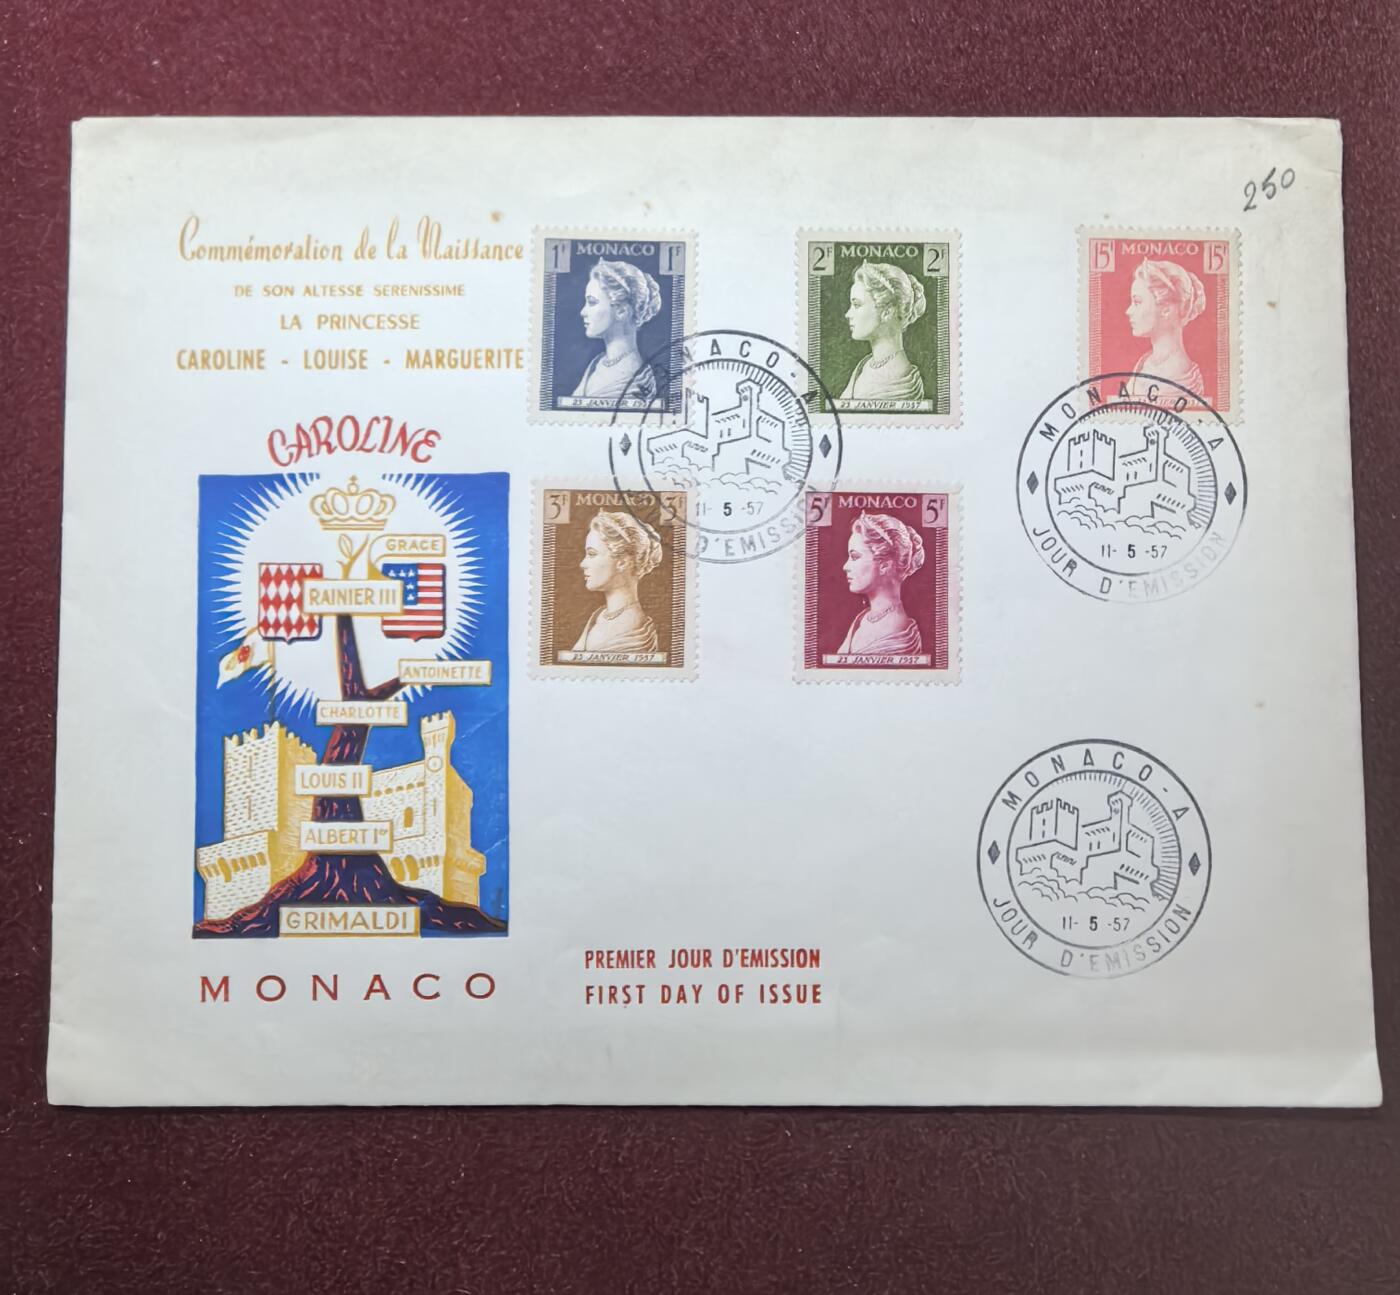 250
Commémoration de la Naissance
DE SON ALTESSE SERENISSIME
LA PRINCESSE
CAROLINE - LOUISE - MARGUERITE
1F MONACO 1F
23 JANVIER 1957
2F MONACO 2F
23 JANVIER 1957
15F MONACO 15F
3F MONACO 3F
23 JANVIER 1957
5F MONACO 5F
23 JANVIER 1957
MONACO-A
11-5-57
JOUR D'EMISSION
MONACO-A
11-5-57
JOUR D'EMISSION
MONACO-A
11-5-57
JOUR D'EMISSION
CAROLINE
GRACE
RAINIER III
ANTOINETTE
CHARLOTTE
LOUIS II
ALBERT Ier
GRIMALDI
MONACO
PREMIER JOUR D'EMISSION
FIRST DAY OF ISSUE